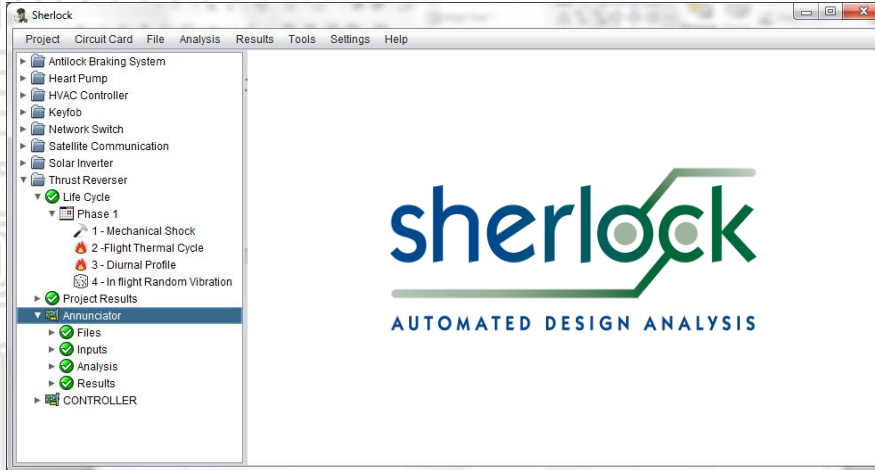 Sherlock
Project Circuit Card File Analysis Results Tools Settings Help
Antilock Braking System
Heart Pump
HVAC Controller
Keyfob
Network Switch
Satellite Communication
Solar Inverter
Thrust Reverser
Life Cycle
Phase 1
1 - Mechanical Shock
2 -Flight Thermal Cycle
3 - Diurnal Profile
4 - In flight Random Vibration
Project Results
Annunciator
Files
Inputs
Analysis
Results
CONTROLLER
sherlock
AUTOMATED DESIGN ANALYSIS